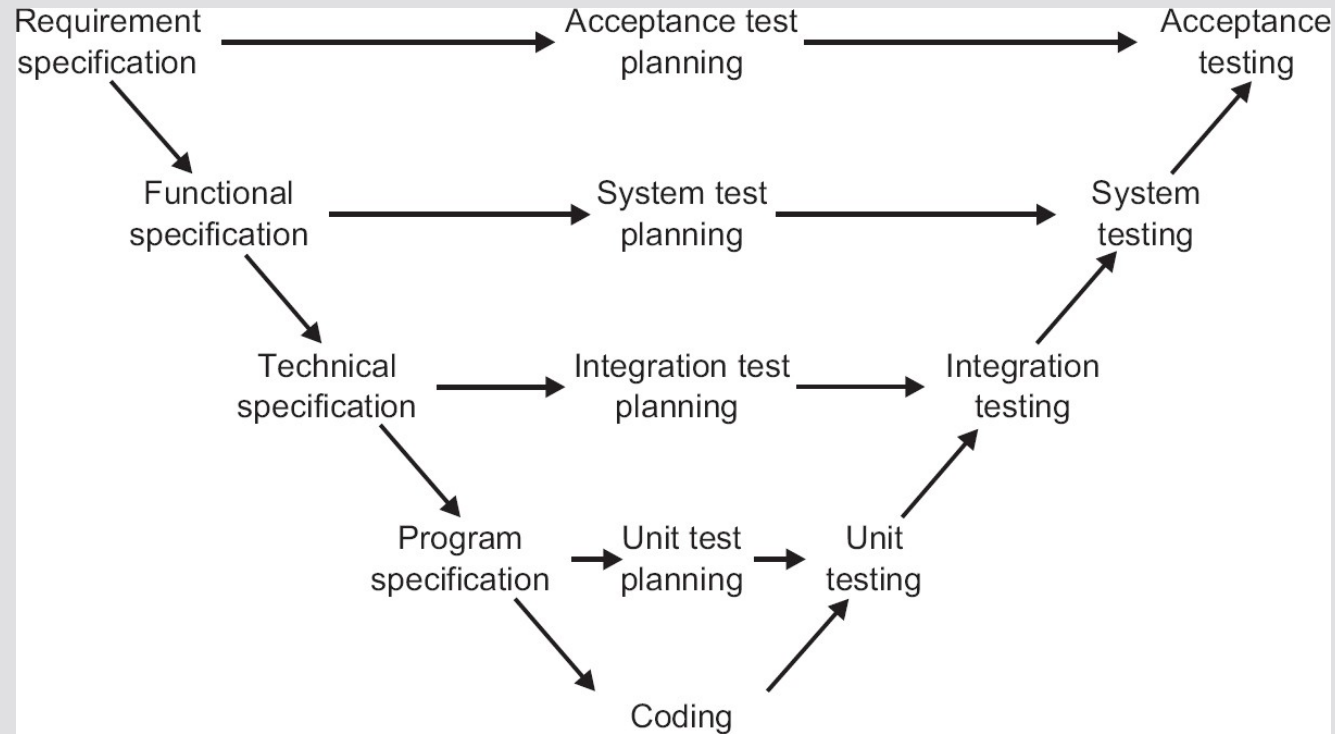 Requirement
specification
Acceptance test
planning
Acceptance
testing
Functional
specification
System test
planning
System
testing
Technical
specification
Integration test
planning
Integration
testing
Program
specification
Unit test
planning
Unit
testing
Coding